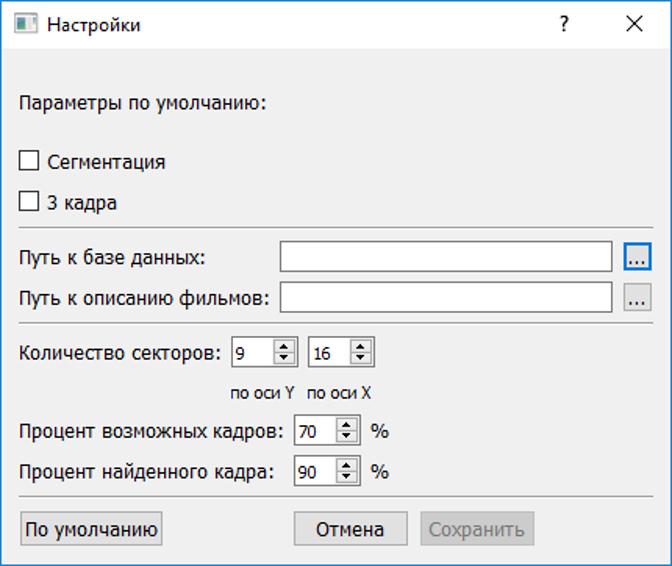 Настройки ?
Параметры по умолчанию:
Сегментация
3 кадра
Путь к базе данных: ...
Путь к описанию фильмов: ...
Количество секторов: 9 16
по оси Y по оси X
Процент возможных кадров: 70 %
Процент найденного кадра: 90 %
По умолчанию Отмена Сохранить